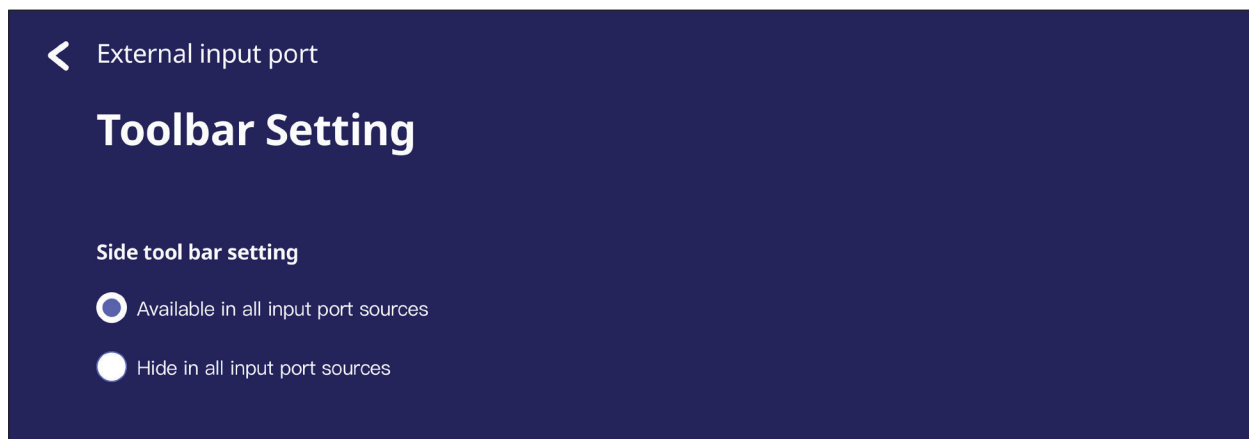 External input port
Toolbar Setting
Side tool bar setting
Available in all input port sources
Hide in all input port sources